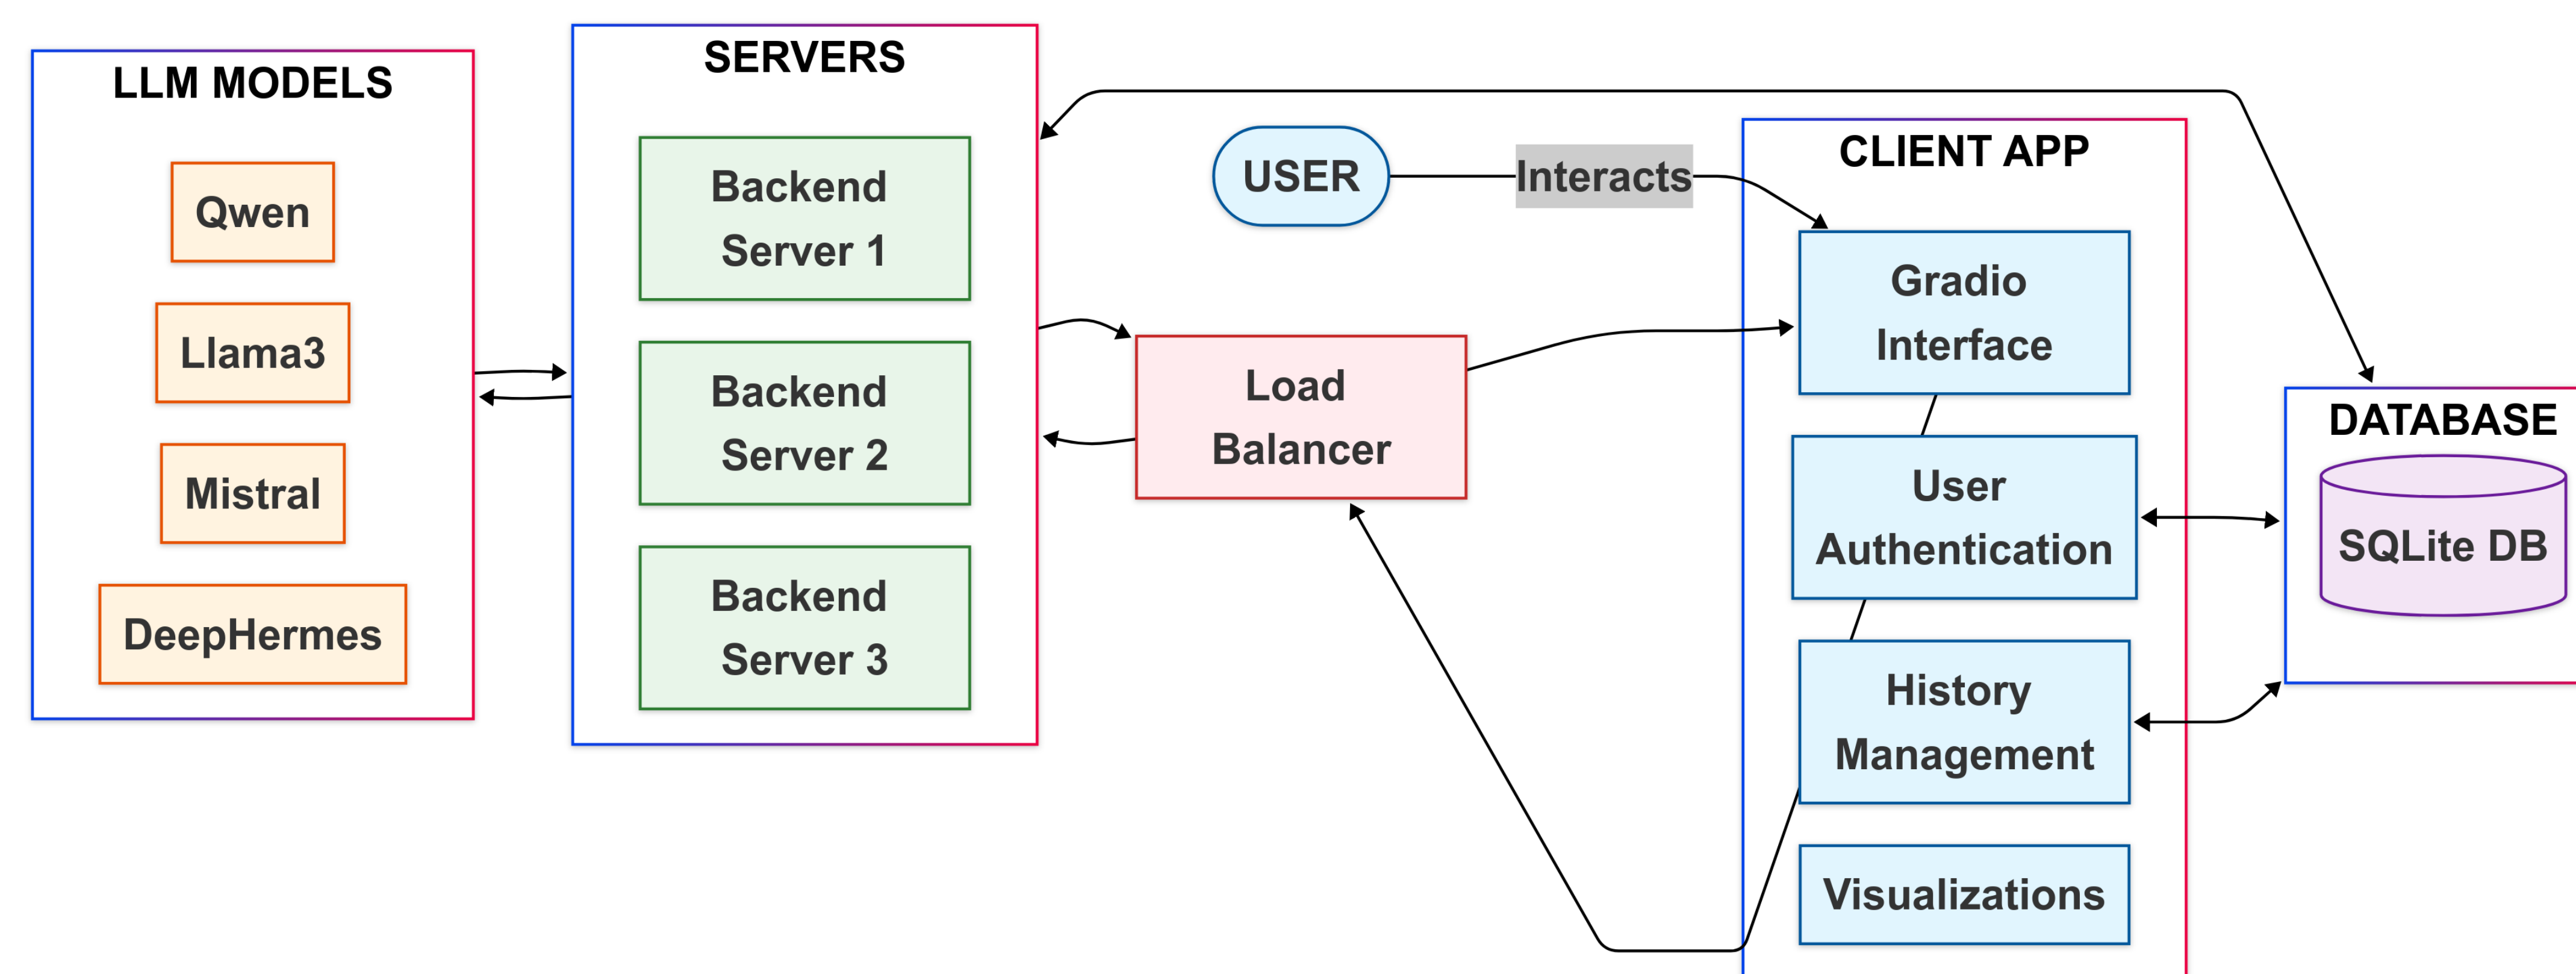 LLM MODELS
Qwen
Llama3
Mistral
DeepHermes
SERVERS
Backend
Server 1
Backend
Server 2
Backend
Server 3
USER
Interacts
Load
Balancer
CLIENT APP
Gradio
Interface
User
Authentication
History
Management
Visualizations
DATABASE
SQLite DB